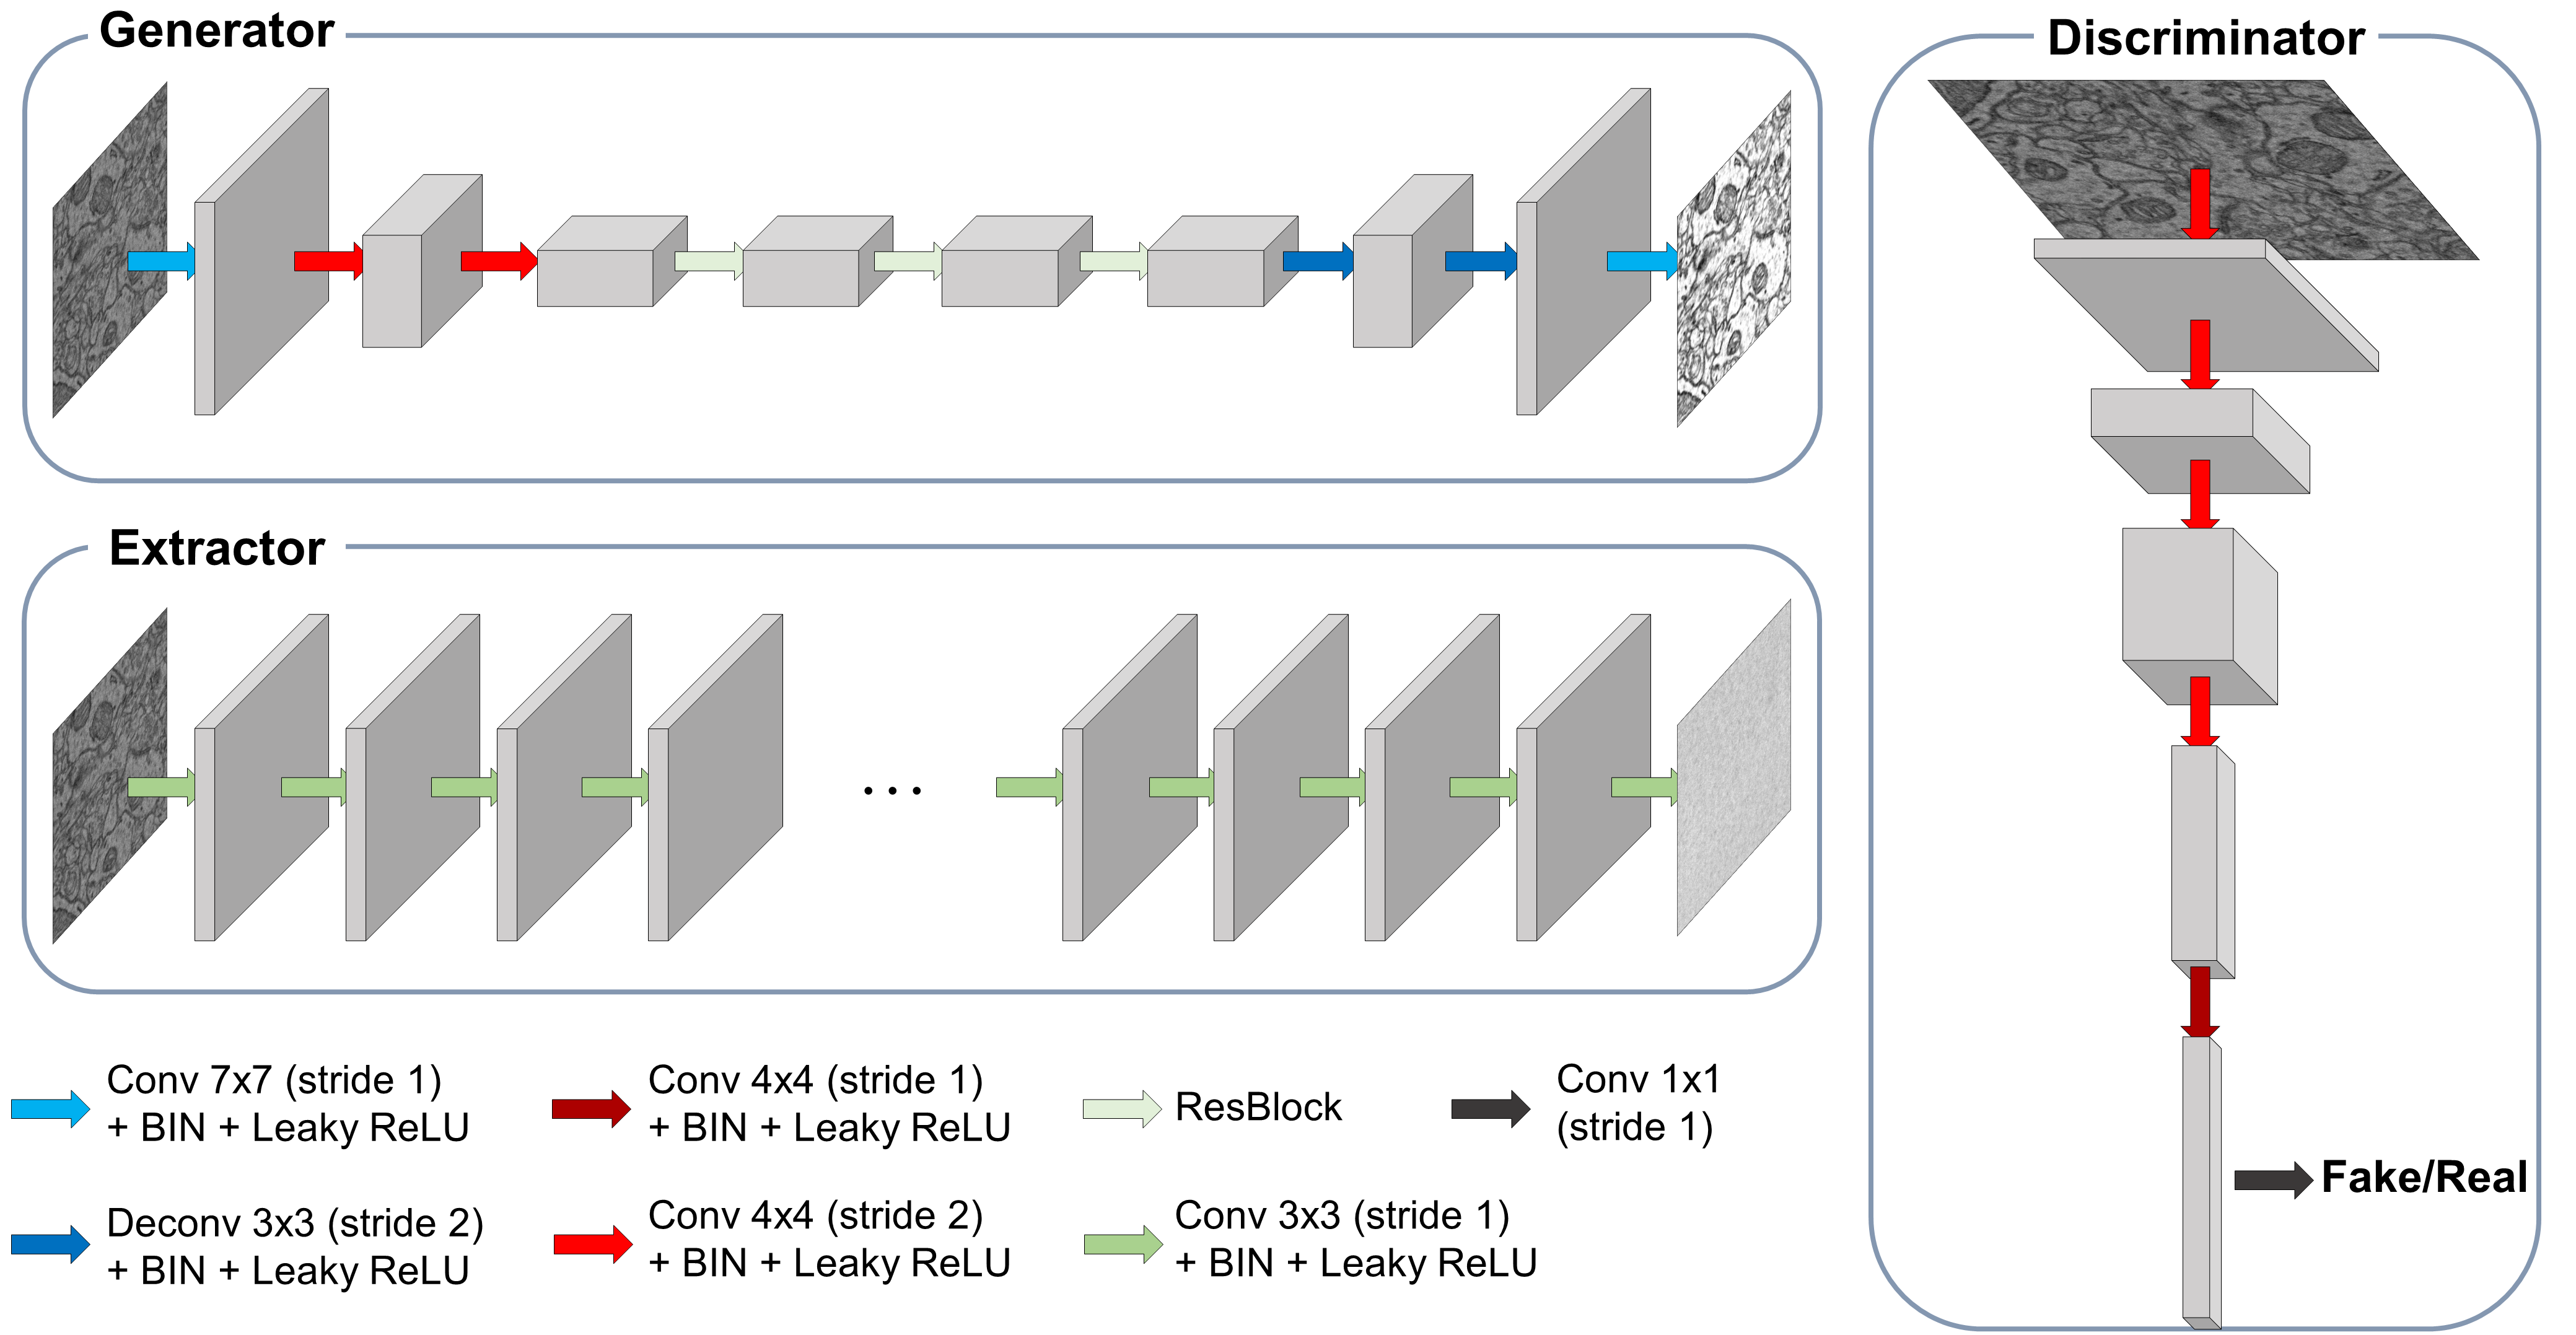 Generator
Discriminator
Extractor
...
Conv 7x7 (stride 1)
+ BIN + Leaky ReLU
Conv 4x4 (stride 1)
+ BIN + Leaky ReLU
ResBlock
Conv 1x1
(stride 1)
Deconv 3x3 (stride 2)
+ BIN + Leaky ReLU
Conv 4x4 (stride 2)
+ BIN + Leaky ReLU
Conv 3x3 (stride 1)
+ BIN + Leaky ReLU
Fake/Real